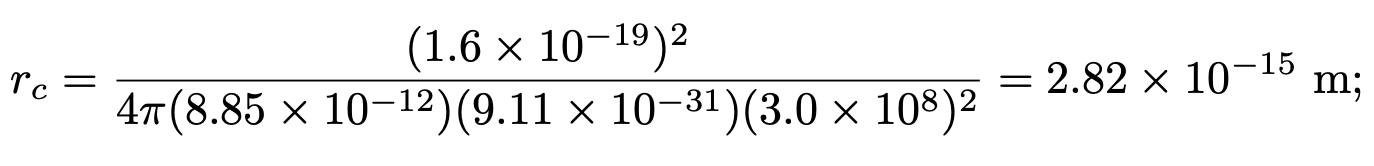 r_c = \frac{(1.6 × 10^{−19})^2}{4π(8.85 × 10^{−12})(9.11 × 10^{−31})(3.0 × 10^8)^2} = 2.82 × 10^{−15} m;